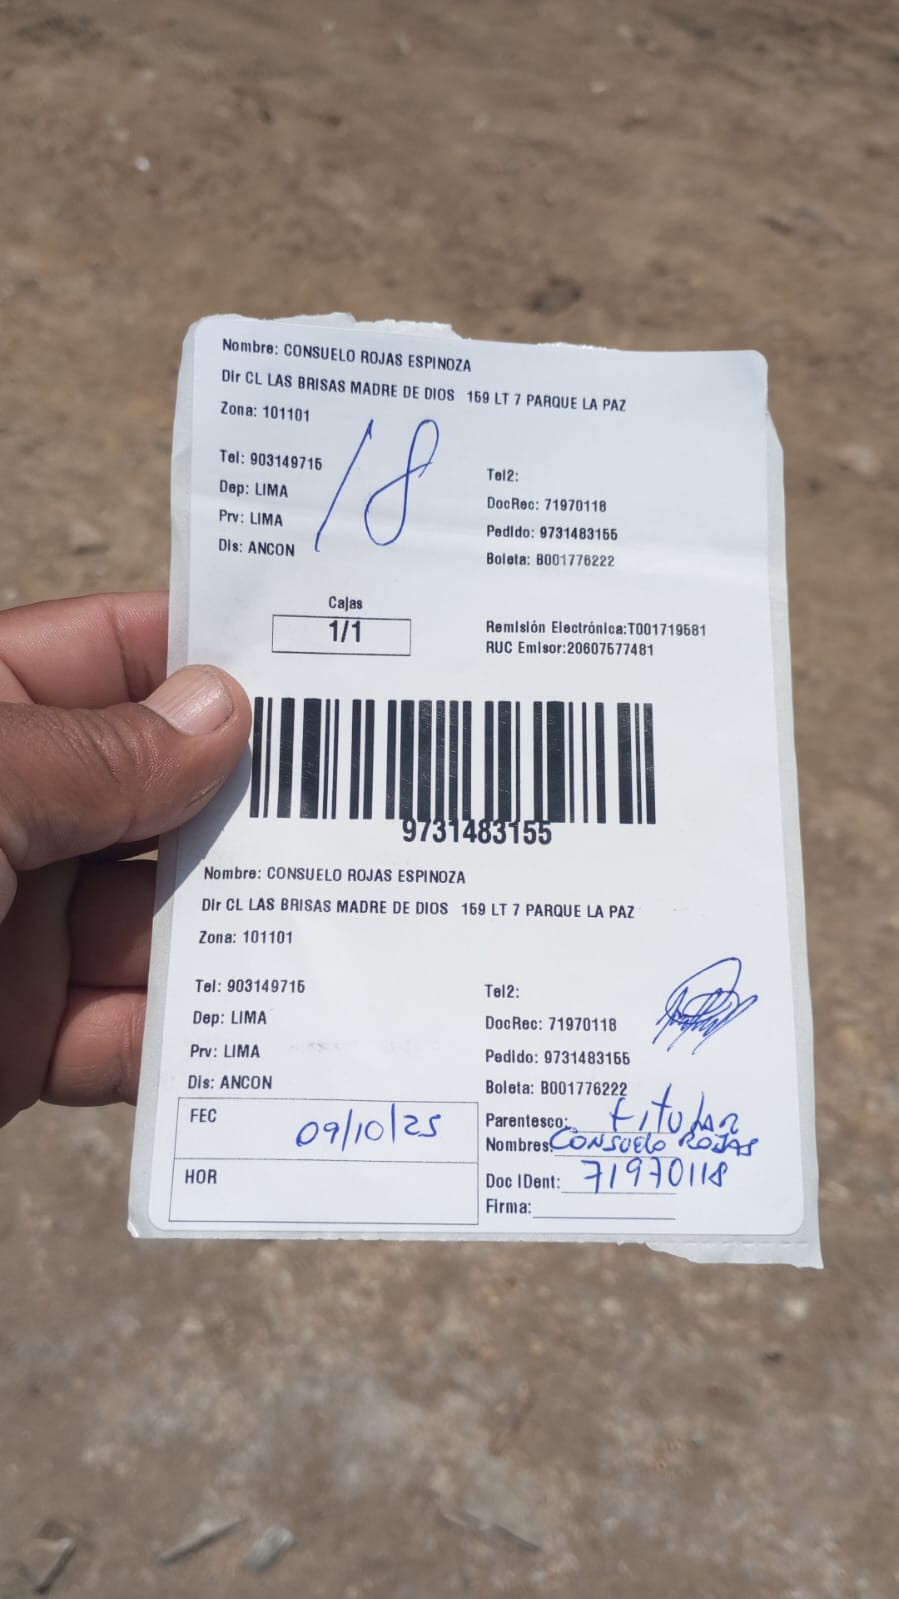 Nombre: CONSUELO ROJAS ESPINOZA
Dir CL LAS BRISAS MADRE DE DIOS 159 LT 7 PARQUE LA PAZ
Zona: 101101
18
Tel: 903149715
Tel2:
Dep: LIMA
DocRec: 71970118
Prv: LIMA
Pedido: 9731483155
Dis: ANCON
Boleta: B001776222
Cajas
1/1
Remisión Electrónica:T001719581
RUC Emisor:20607577481
9731483155
Nombre: CONSUELO ROJAS ESPINOZA
Dir CL LAS BRISAS MADRE DE DIOS 159 LT 7 PARQUE LA PAZ
Zona: 101101
Tel: 903149715
Tel2:
Dep: LIMA
DocRec: 71970118
Prv: LIMA
Pedido: 9731483155
Dis: ANCON
Boleta: B001776222
FEC 09/10/25
HOR
Parentesco: titular
Nombres: CONSUELO ROJAS
Doc IDent: 71970118
Firma: